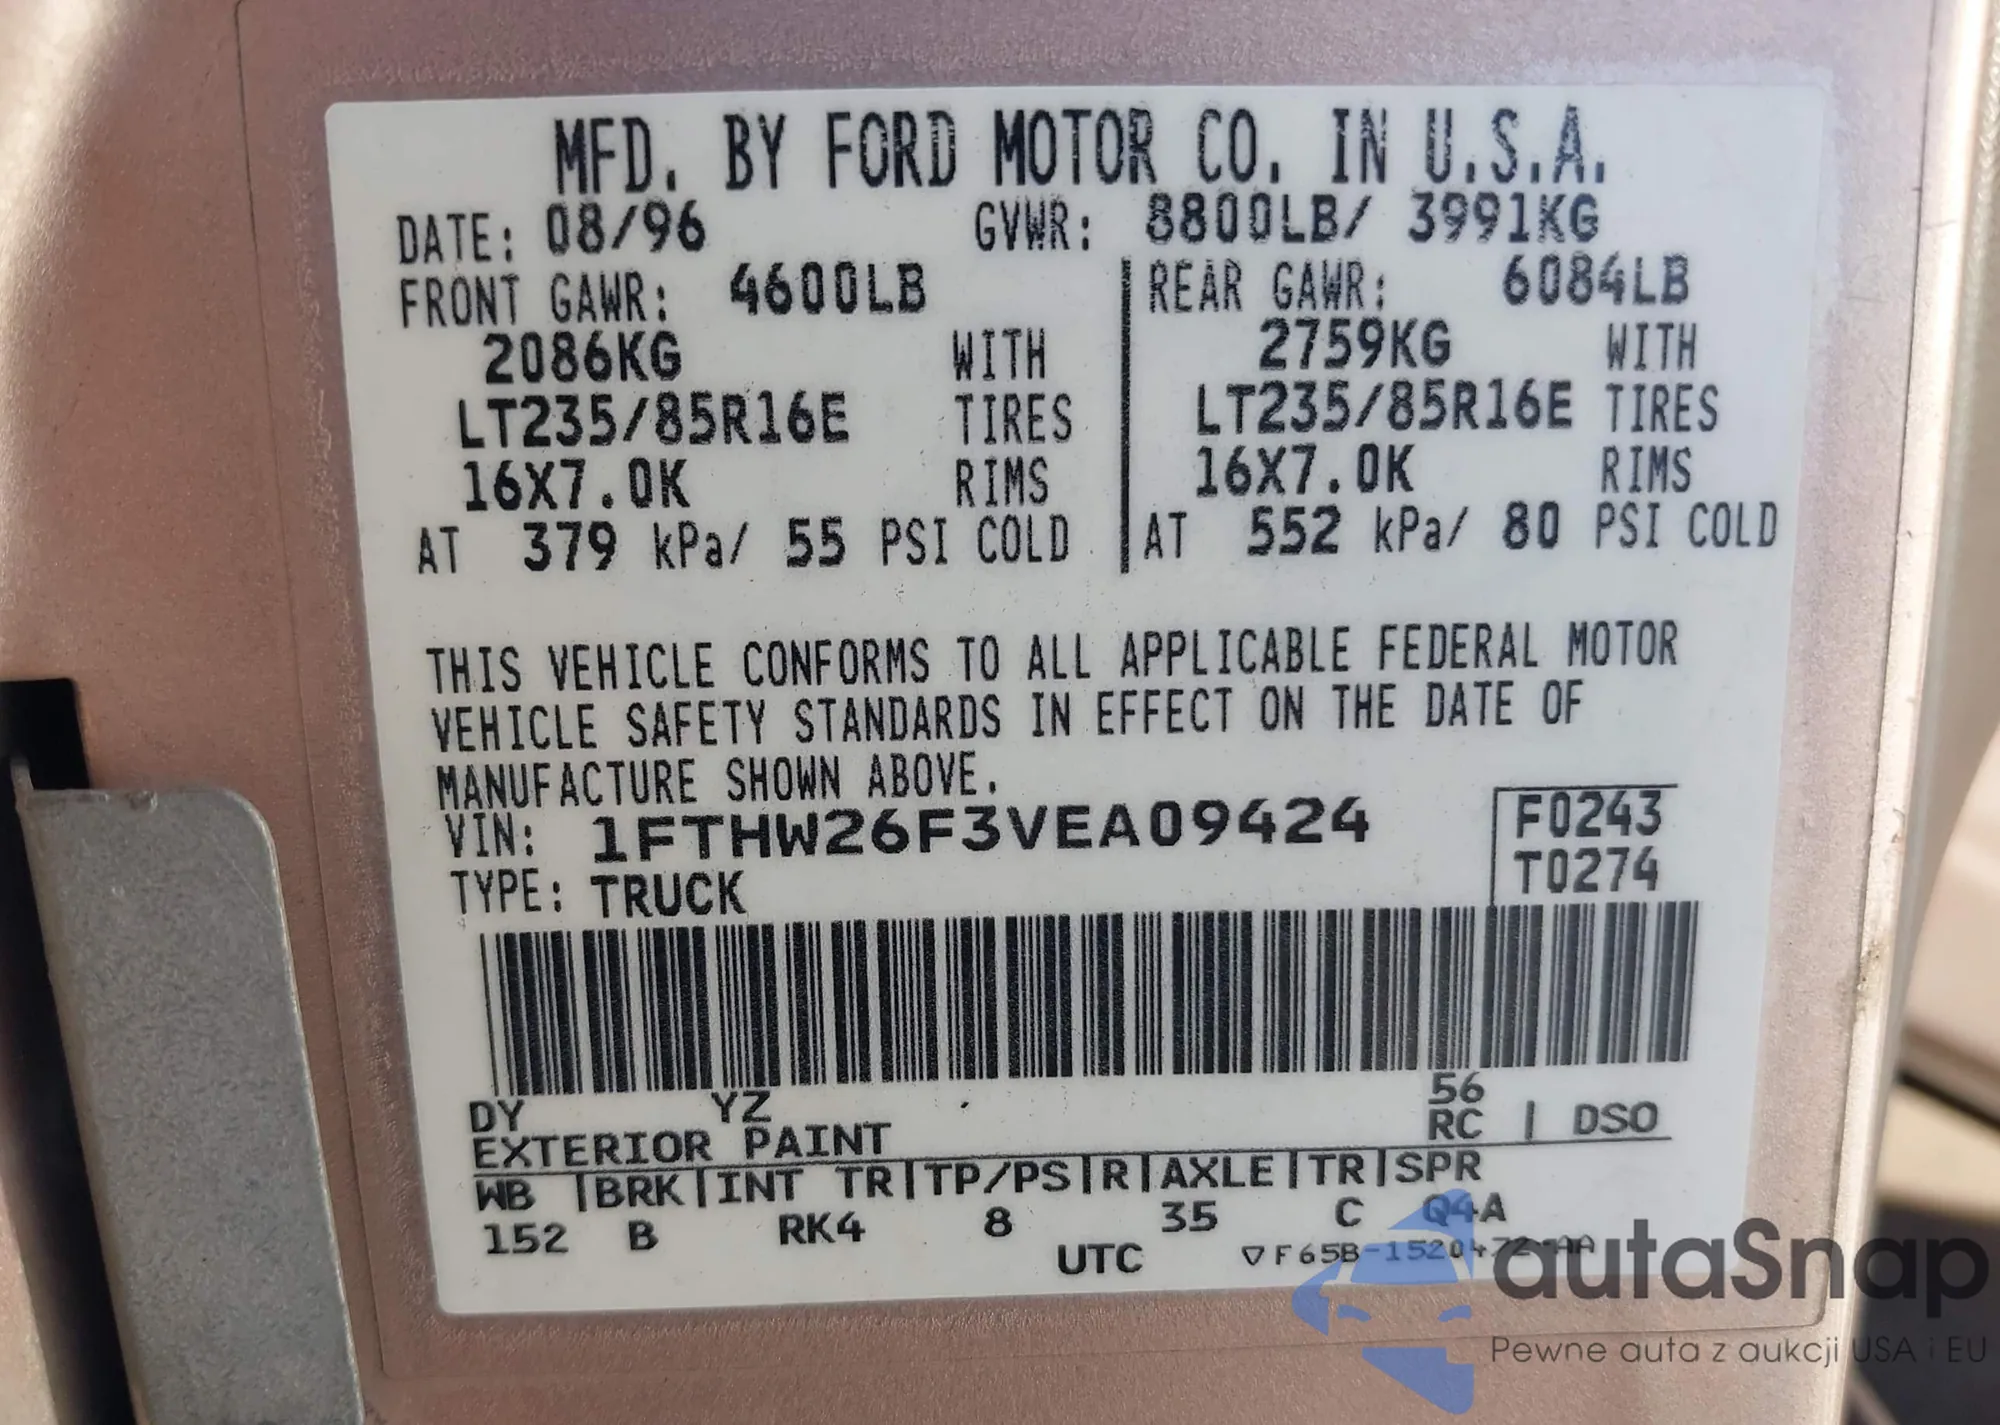 MFD. BY FORD MOTOR CO. IN U.S.A.
DATE: 08/96 GVWR: 8800LB/ 3991KG
FRONT GAWR: 4600LB REAR GAWR: 6084LB
2086KG WITH 2759KG WITH
LT235/85R16E TIRES LT235/85R16E TIRES
16X7.0K RIMS 16X7.0K RIMS
AT 379 kPa/ 55 PSI COLD AT 552 kPa/ 80 PSI COLD
THIS VEHICLE CONFORMS TO ALL APPLICABLE FEDERAL MOTOR
VEHICLE SAFETY STANDARDS IN EFFECT ON THE DATE OF
MANUFACTURE SHOWN ABOVE.
VIN: 1FTHW26F3VEA09424 F0243
TYPE: TRUCK T0274
DY YZ 56
EXTERIOR PAINT RC | DSO
WB |BRK|INT TR|TP/PS|R|AXLE|TR|SPR
152 B RK4 8 35 C Q4A
UTC ▽F65B-1520472-AA
autaSnap
Pewne auta z aukcji USA i EU